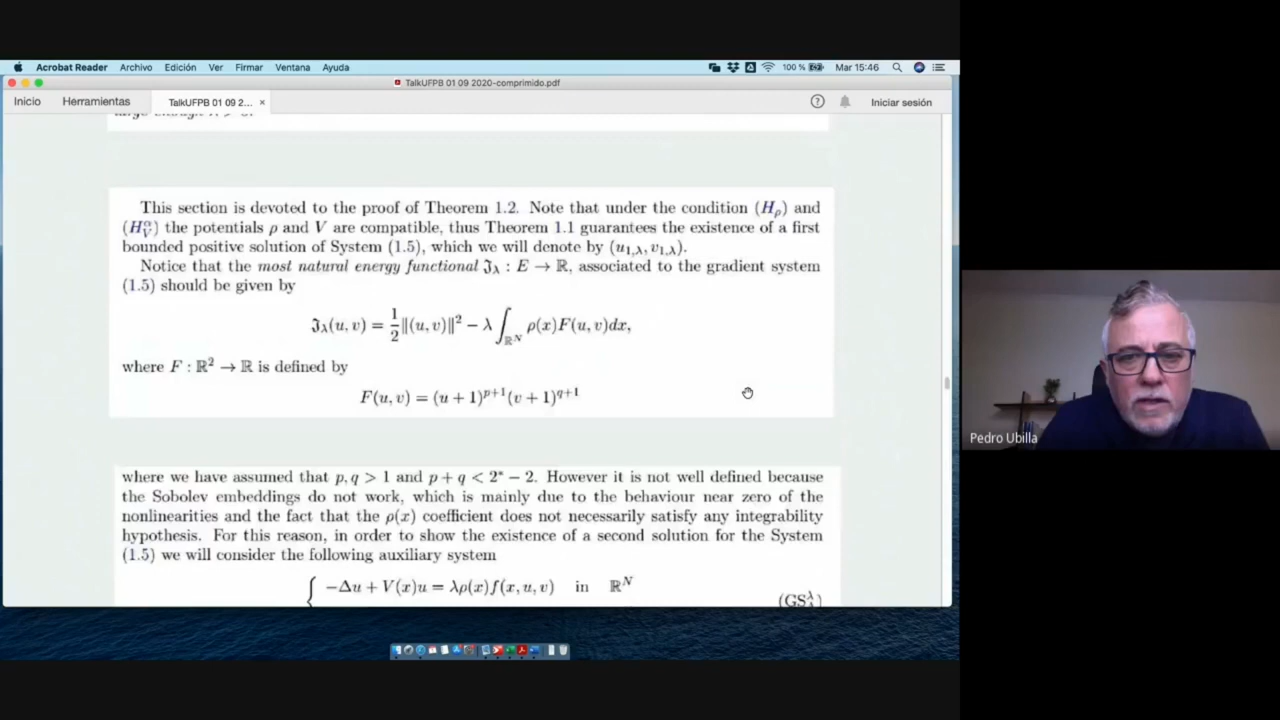 Acrobat Reader Archivo Edición Ver Firmar Ventana Ayuda 100 % Mar 15:46
TalkUFPB 01 09 2020-comprimido.pdf
Inicio Herramientas TalkUFPB 01 09 2... × Iniciar sesión
This section is devoted to the proof of Theorem 1.2. Note that under the condition (H_ρ) and
(H_V^α) the potentials ρ and V are compatible, thus Theorem 1.1 guarantees the existence of a first
bounded positive solution of System (1.5), which we will denote by (u_{1,λ}, v_{1,λ}).
Notice that the most natural energy functional 𝔍_λ : E → ℝ, associated to the gradient system
(1.5) should be given by
𝔍_λ(u, v) = 1/2 ||(u, v)||² − λ ∫_{ℝ^N} ρ(x)F(u, v)dx,
where F : ℝ² → ℝ is defined by
F(u, v) = (u + 1)^{p+1}(v + 1)^{q+1}
where we have assumed that p, q > 1 and p + q < 2* − 2. However it is not well defined because
the Sobolev embeddings do not work, which is mainly due to the behaviour near zero of the
nonlinearities and the fact that the ρ(x) coefficient does not necessarily satisfy any integrability
hypothesis. For this reason, in order to show the existence of a second solution for the System
(1.5) we will consider the following auxiliary system
{ −Δu + V(x)u = λρ(x)f(x, u, v) in ℝ^N
Pedro Ubilla